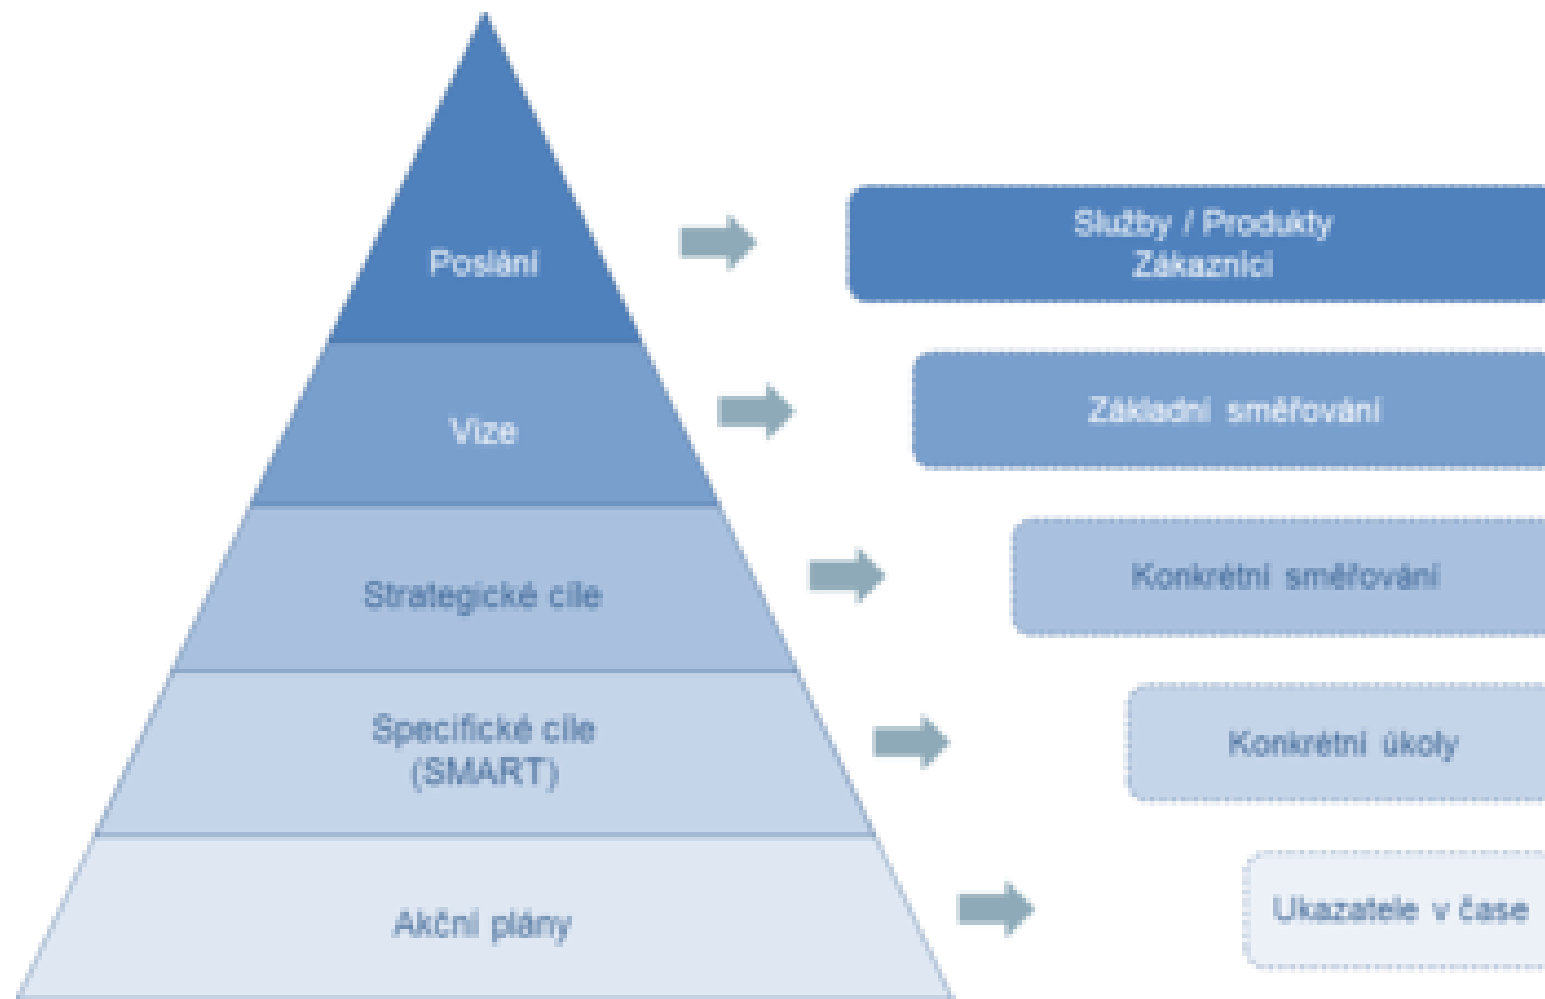 Poslání
Služby / Produkty
Zákazníci
Vize
Základní směřování
Strategické cíle
Konkrétní směřování
Specifické cíle
(SMART)
Konkrétní úkoly
Akční plány
Ukazatele v čase